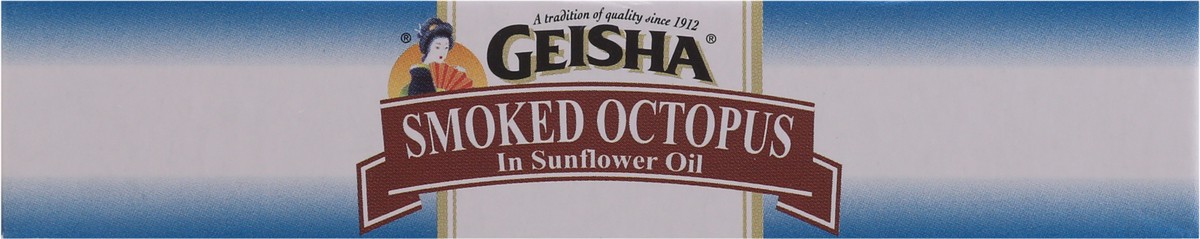 A tradition of quality since 1912
® GEISHA ®
SMOKED OCTOPUS
In Sunflower Oil